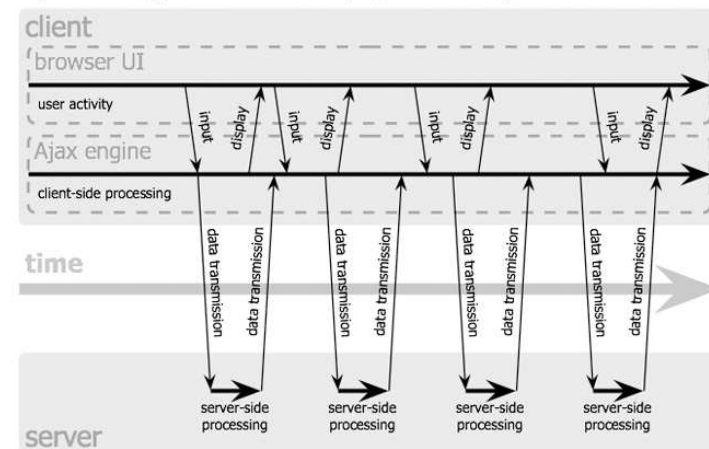 client
browser UI
user activity
input
display
input
display
input
display
input
display
Ajax engine
client-side processing
data transmission
data transmission
data transmission
data transmission
data transmission
data transmission
data transmission
data transmission
time
server-side
processing
server-side
processing
server-side
processing
server-side
processing
server